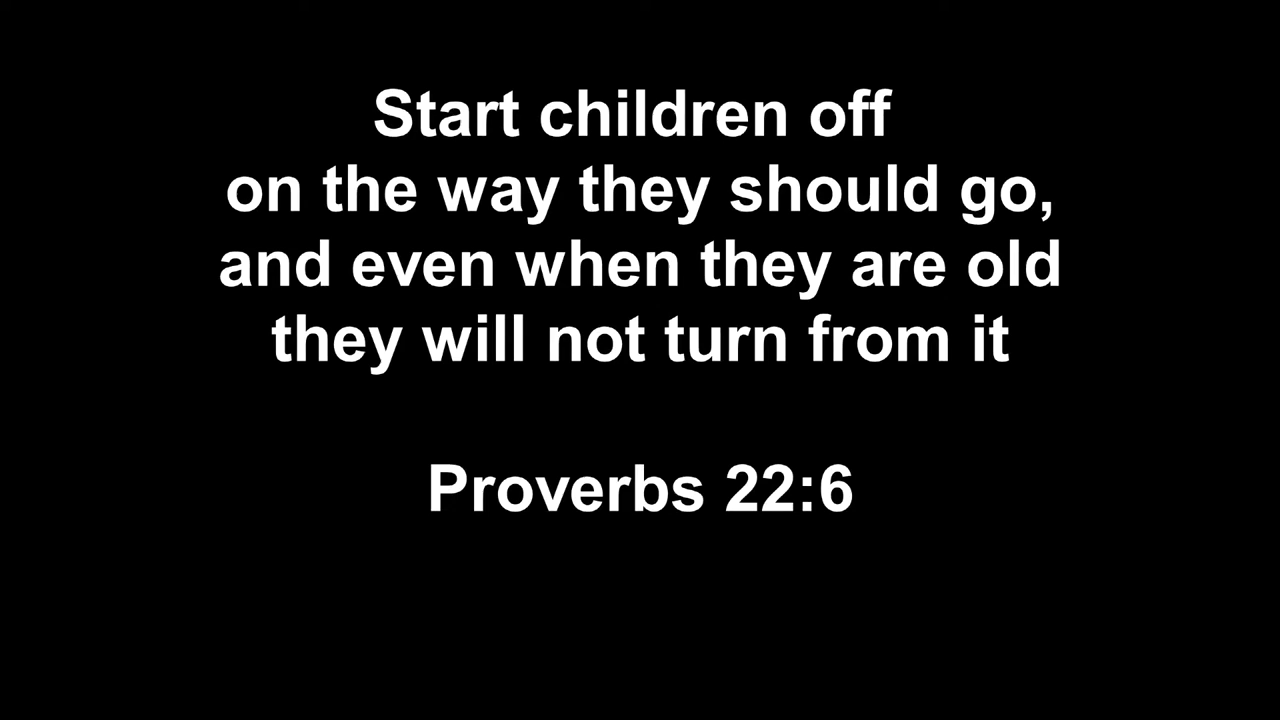 Start children off
on the way they should go,
and even when they are old
they will not turn from it
Proverbs 22:6